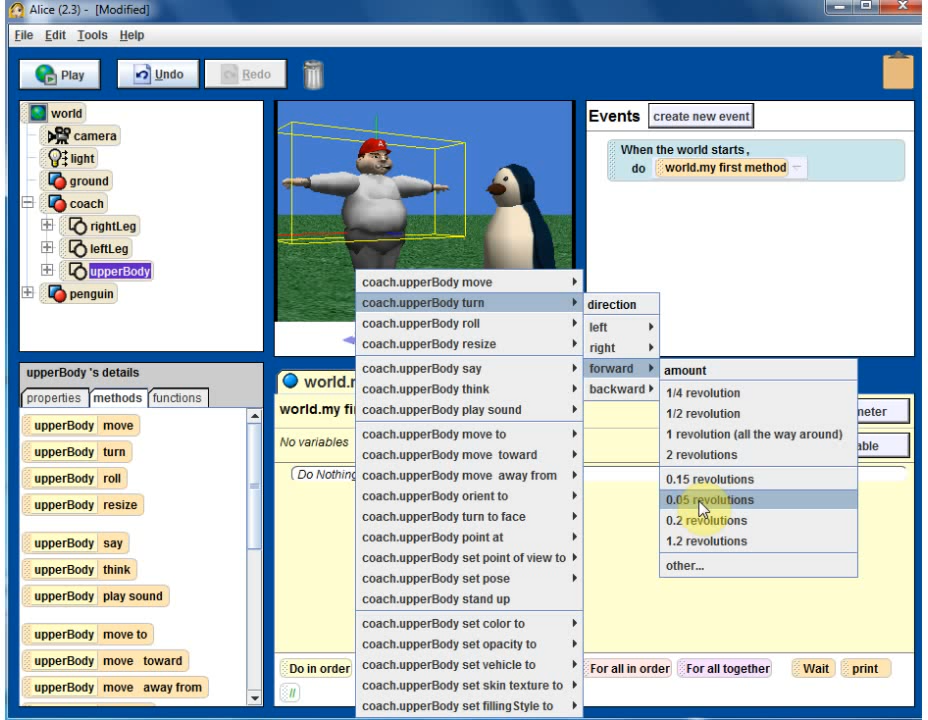 Alice (2.3) - [Modified]
File Edit Tools Help
Play Undo Redo
world
camera
light
ground
coach
rightLeg
leftLeg
upperBody
penguin
Events create new event
When the world starts,
do world.my first method
upperBody 's details
properties methods functions
upperBody move
upperBody turn
upperBody roll
upperBody resize
upperBody say
upperBody think
upperBody play sound
upperBody move to
upperBody move toward
upperBody move away from
world.
world.my fi
No variables
Do Nothing
coach.upperBody move
coach.upperBody turn
coach.upperBody roll
coach.upperBody resize
coach.upperBody say
coach.upperBody think
coach.upperBody play sound
coach.upperBody move to
coach.upperBody move toward
coach.upperBody move away from
coach.upperBody orient to
coach.upperBody turn to face
coach.upperBody point at
coach.upperBody set point of view to
coach.upperBody set pose
coach.upperBody stand up
coach.upperBody set color to
coach.upperBody set opacity to
coach.upperBody set vehicle to
coach.upperBody set skin texture to
coach.upperBody set fillingStyle to
direction
left
right
forward
backward
amount
1/4 revolution
1/2 revolution
1 revolution (all the way around)
2 revolutions
0.15 revolutions
0.05 revolutions
0.2 revolutions
1.2 revolutions
other...
meter
able
Do in order For all in order For all together Wait print
//